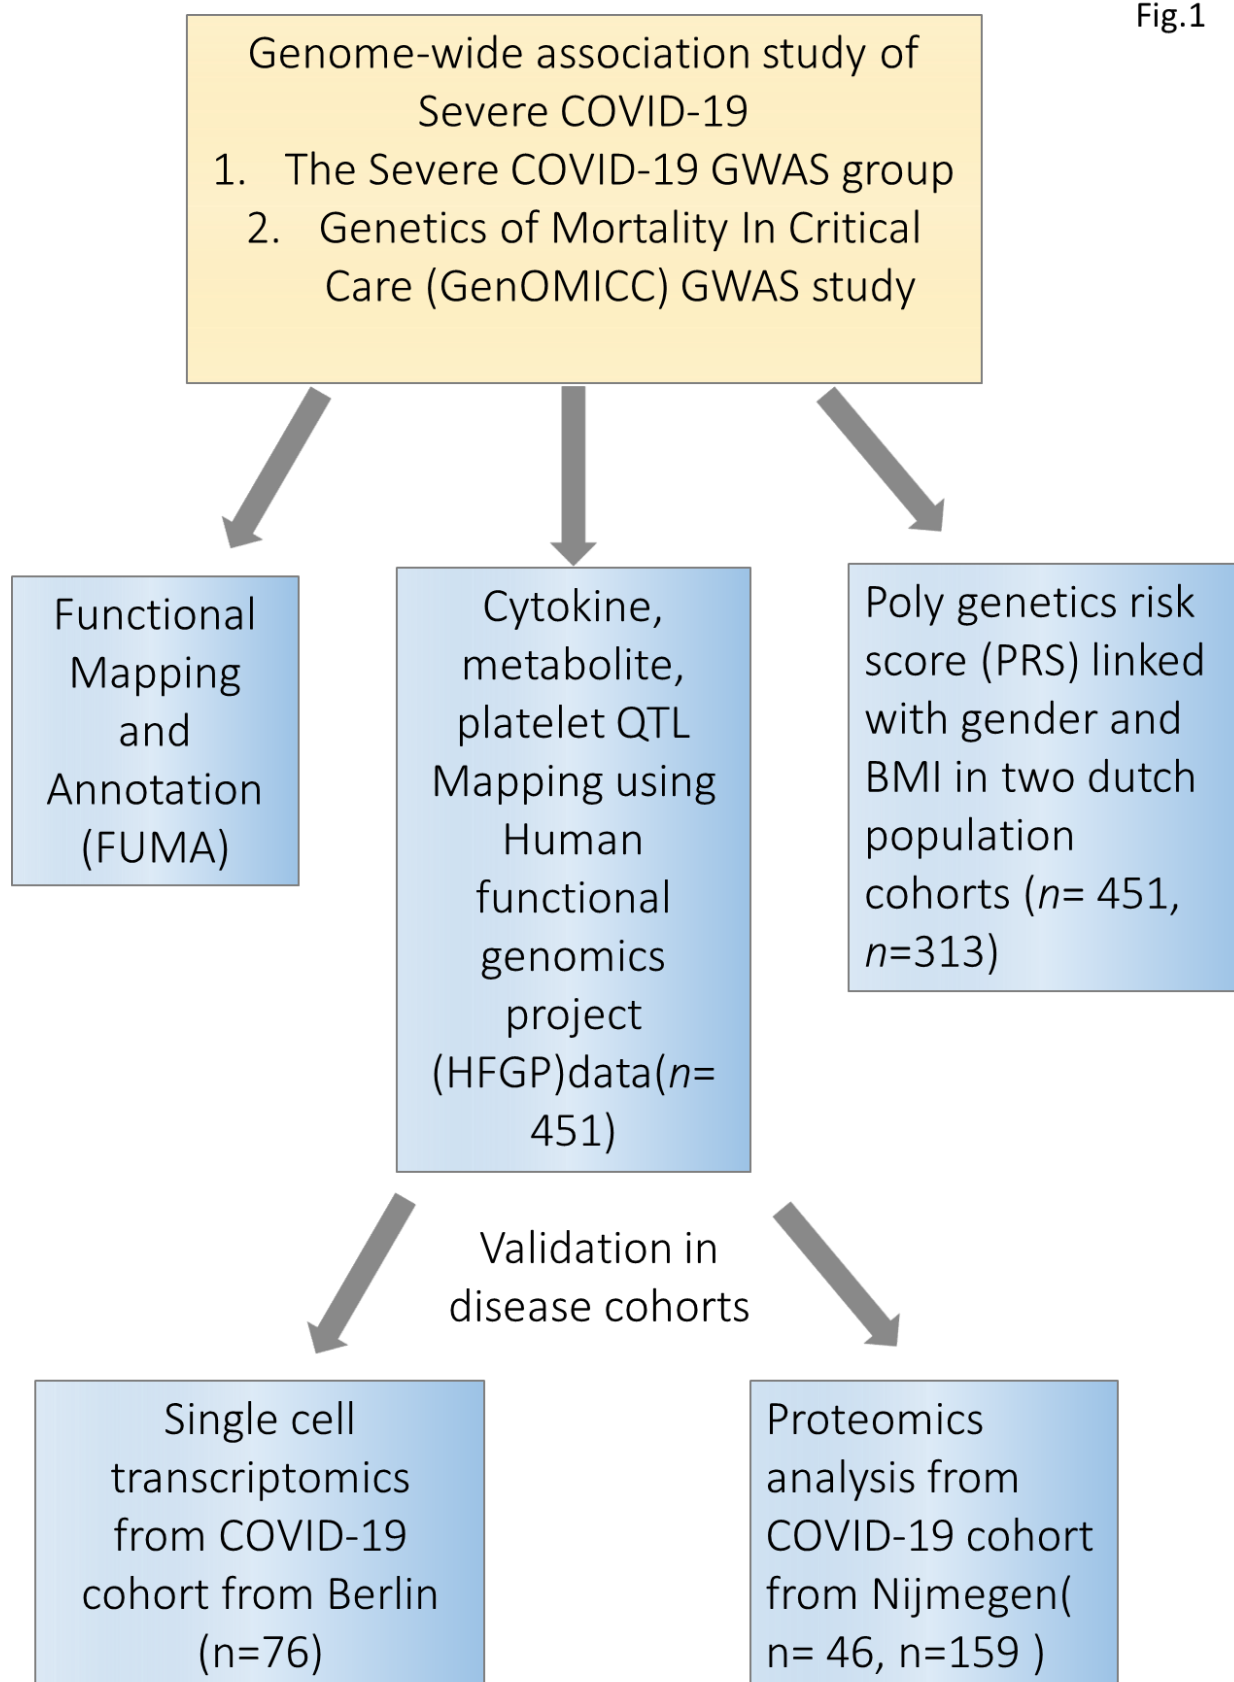 Fig.1
Genome-wide association study of
Severe COVID-19
1. The Severe COVID-19 GWAS group
2. Genetics of Mortality In Critical
Care (GenOMICC) GWAS study
Functional
Mapping
and
Annotation
(FUMA)
Cytokine,
metabolite,
platelet QTL
Mapping using
Human
functional
genomics
project
(HFGP)data(n=
451)
Poly genetics risk
score (PRS) linked
with gender and
BMI in two dutch
population
cohorts (n= 451,
n=313)
Validation in
disease cohorts
Single cell
transcriptomics
from COVID-19
cohort from Berlin
(n=76)
Proteomics
analysis from
COVID-19 cohort
from Nijmegen(
n= 46, n=159 )